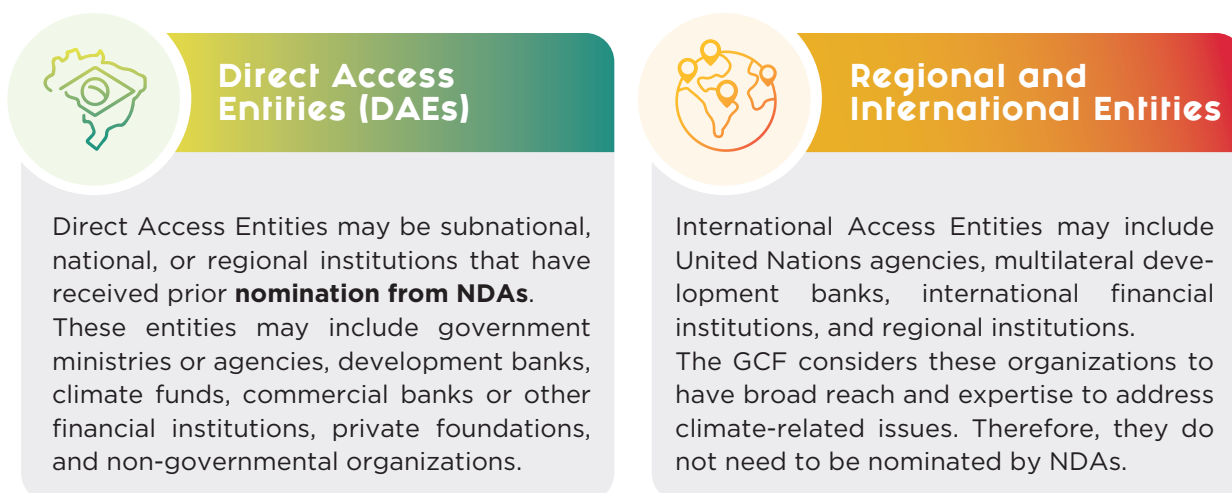 Direct Access
Entities (DAEs)
Direct Access Entities may be subnational,
national, or regional institutions that have
received prior nomination from NDAs.
These entities may include government
ministries or agencies, development banks,
climate funds, commercial banks or other
financial institutions, private foundations,
and non-governmental organizations.
Regional and
International Entities
International Access Entities may include
United Nations agencies, multilateral deve-
lopment banks, international financial
institutions, and regional institutions.
The GCF considers these organizations to
have broad reach and expertise to address
climate-related issues. Therefore, they do
not need to be nominated by NDAs.